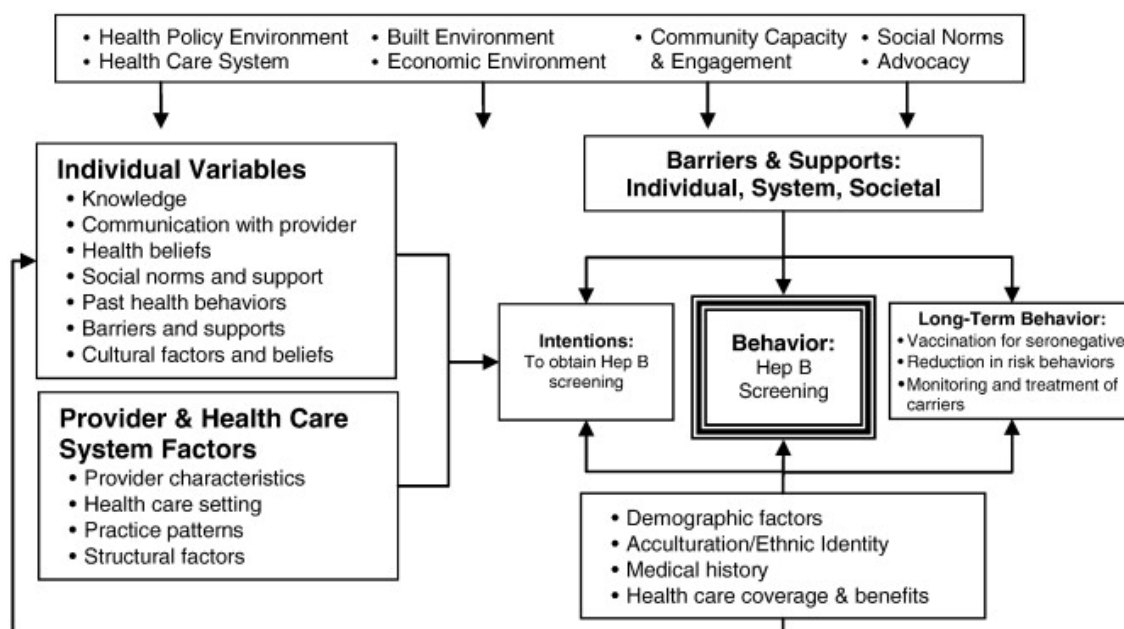 • Health Policy Environment • Built Environment • Community Capacity • Social Norms
• Health Care System • Economic Environment & Engagement • Advocacy
Individual Variables
• Knowledge
• Communication with provider
• Health beliefs
• Social norms and support
• Past health behaviors
• Barriers and supports
• Cultural factors and beliefs
Provider & Health Care
System Factors
• Provider characteristics
• Health care setting
• Practice patterns
• Structural factors
Barriers & Supports:
Individual, System, Societal
Intentions:
To obtain Hep B
screening
Behavior:
Hep B
Screening
Long-Term Behavior:
• Vaccination for seronegative
• Reduction in risk behaviors
• Monitoring and treatment of
carriers
• Demographic factors
• Acculturation/Ethnic Identity
• Medical history
• Health care coverage & benefits